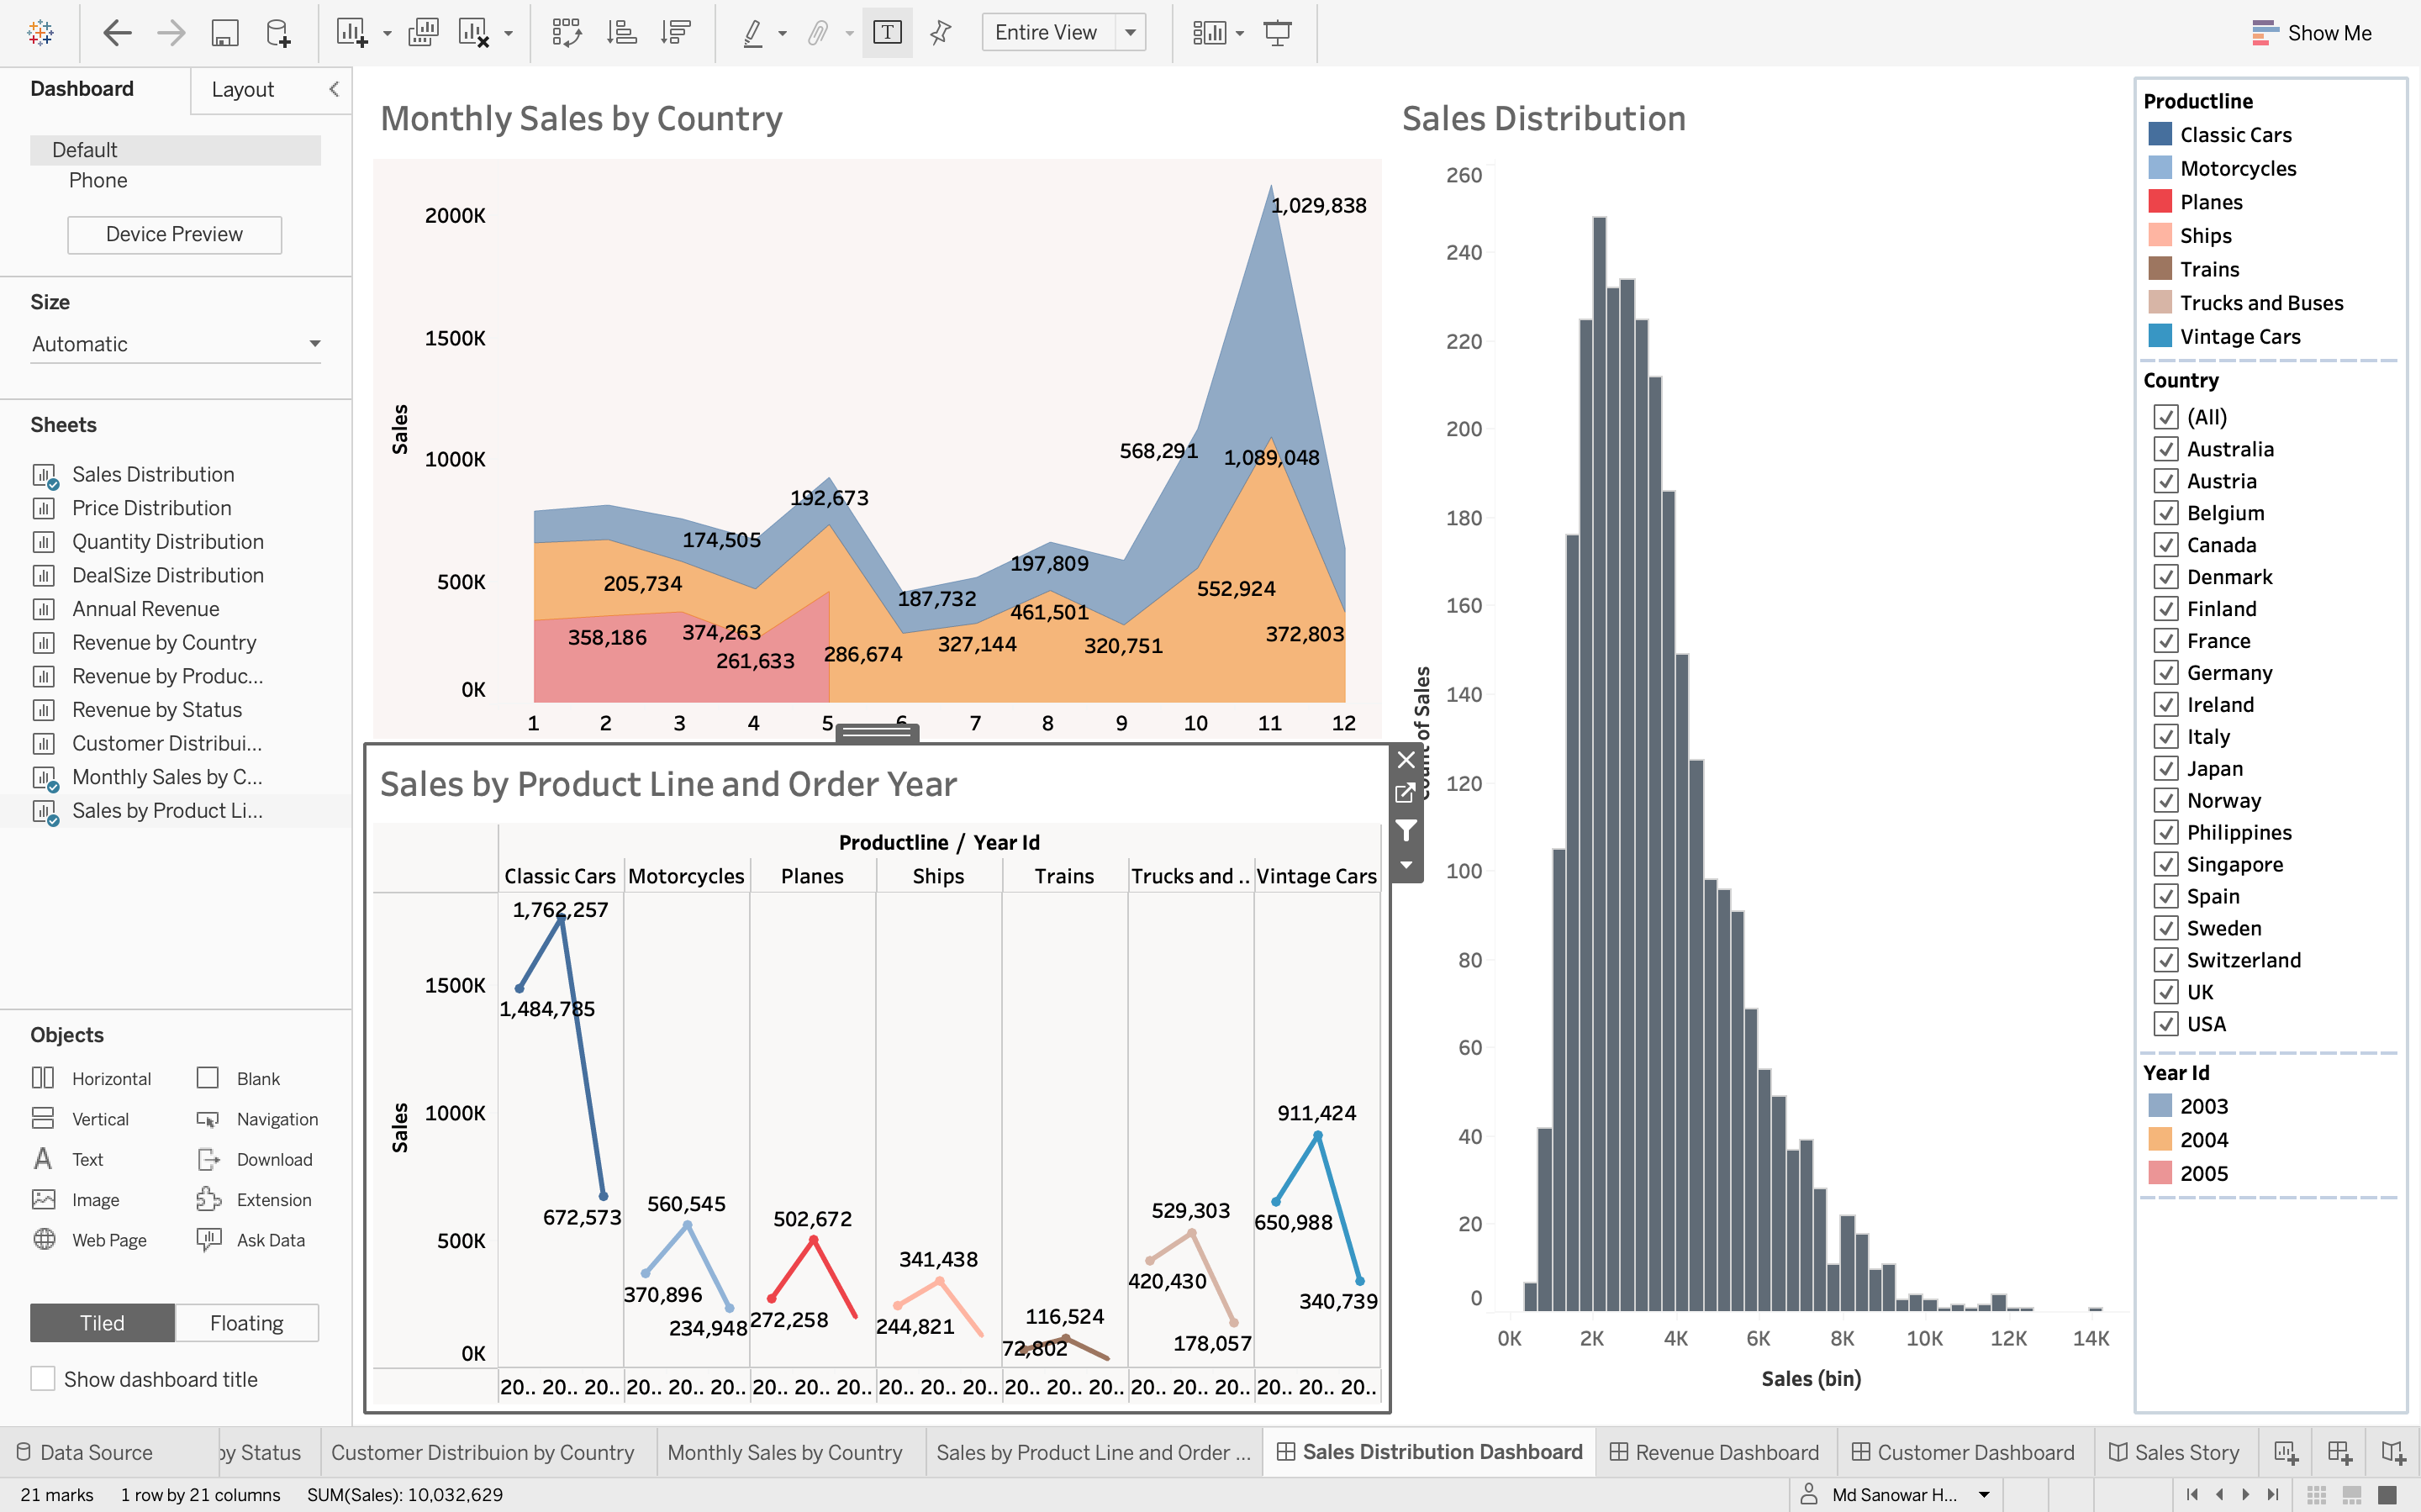 T
Entire View
Show Me
Dashboard
Layout
Default
Phone
Device Preview
Size
Automatic
Sheets
Sales Distribution
Price Distribution
Quantity Distribution
DealSize Distribution
Annual Revenue
Revenue by Country
Revenue by Produc...
Revenue by Status
Customer Distribui...
Monthly Sales by C...
Sales by Product Li...
Objects
Horizontal
Blank
Vertical
Navigation
Text
Download
Image
Extension
Web Page
Ask Data
Tiled
Floating
Show dashboard title
Monthly Sales by Country
Sales
2000K
1500K
1000K
500K
0K
1,029,838
568,291
1,089,048
192,673
174,505
197,809
205,734
187,732
461,501
552,924
358,186
374,263
261,633
286,674
327,144
320,751
372,803
1 2 3 4 5 6 7 8 9 10 11 12
Sales by Product Line and Order Year
Productline / Year Id
Classic Cars Motorcycles Planes Ships Trains Trucks and .. Vintage Cars
Sales
1500K
1000K
500K
0K
1,762,257
1,484,785
672,573
560,545
370,896
234,948
502,672
272,258
341,438
244,821
116,524
72,802
529,303
420,430
178,057
911,424
650,988
340,739
20.. 20.. 20.. 20.. 20.. 20.. 20.. 20.. 20.. 20.. 20.. 20.. 20.. 20.. 20.. 20.. 20.. 20.. 20.. 20.. 20..
Sales Distribution
Count of Sales
260
240
220
200
180
160
140
120
100
80
60
40
20
0
0K 2K 4K 6K 8K 10K 12K 14K
Sales (bin)
Productline
Classic Cars
Motorcycles
Planes
Ships
Trains
Trucks and Buses
Vintage Cars
Country
(All)
Australia
Austria
Belgium
Canada
Denmark
Finland
France
Germany
Ireland
Italy
Japan
Norway
Philippines
Singapore
Spain
Sweden
Switzerland
UK
USA
Year Id
2003
2004
2005
Data Source
by Status
Customer Distribuion by Country
Monthly Sales by Country
Sales by Product Line and Order ...
Sales Distribution Dashboard
Revenue Dashboard
Customer Dashboard
Sales Story
21 marks
1 row by 21 columns
SUM(Sales): 10,032,629
Md Sanowar H...